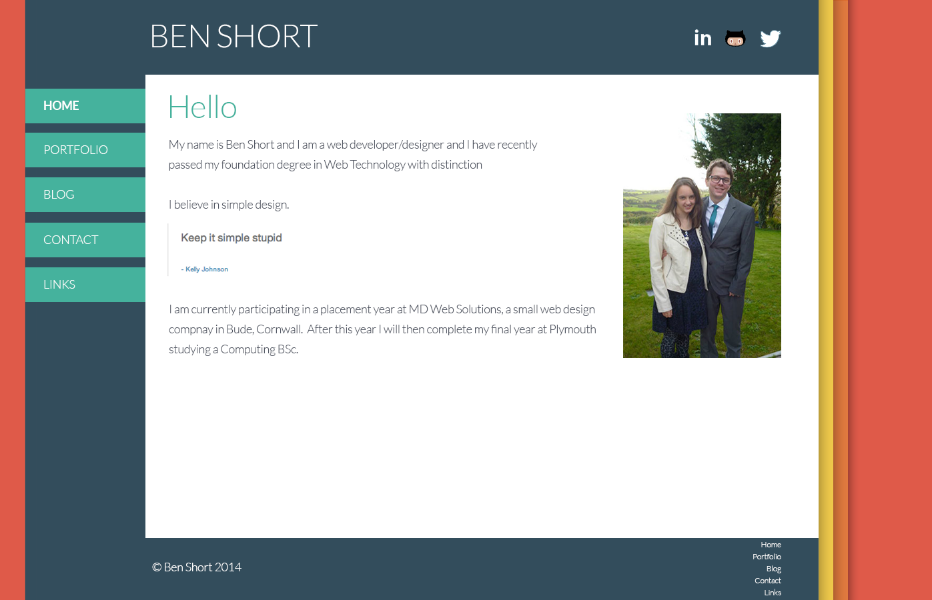 BEN SHORT
in
HOME
PORTFOLIO
BLOG
CONTACT
LINKS
Hello
My name is Ben Short and I am a web developer/designer and I have recently
passed my foundation degree in Web Technology with distinction
I believe in simple design.
Keep it simple stupid
- Kelly Johnson
I am currently participating in a placement year at MD Web Solutions, a small web design
compnay in Bude, Cornwall. After this year I will then complete my final year at Plymouth
studying a Computing BSc.
© Ben Short 2014
Home
Portfolio
Blog
Contact
Links